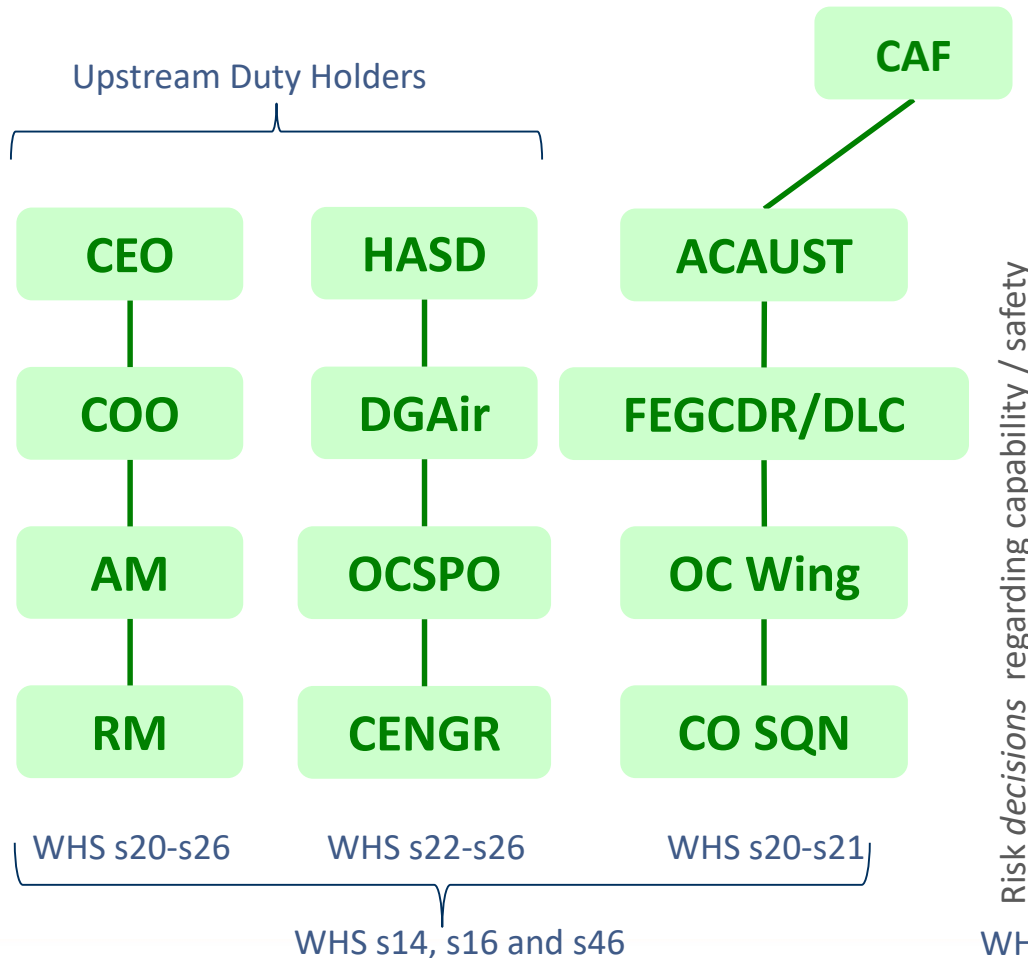 CAF
Upstream Duty Holders
CEO
HASD
ACAUST
COO
DGAir
FEGCDR/DLC
AM
OCSPO
OC Wing
RM
CENGR
CO SQN
WHS s20-s26
WHS s22-s26
WHS s20-s21
WHS s14, s16 and s46
Risk decisions regarding capability / safety